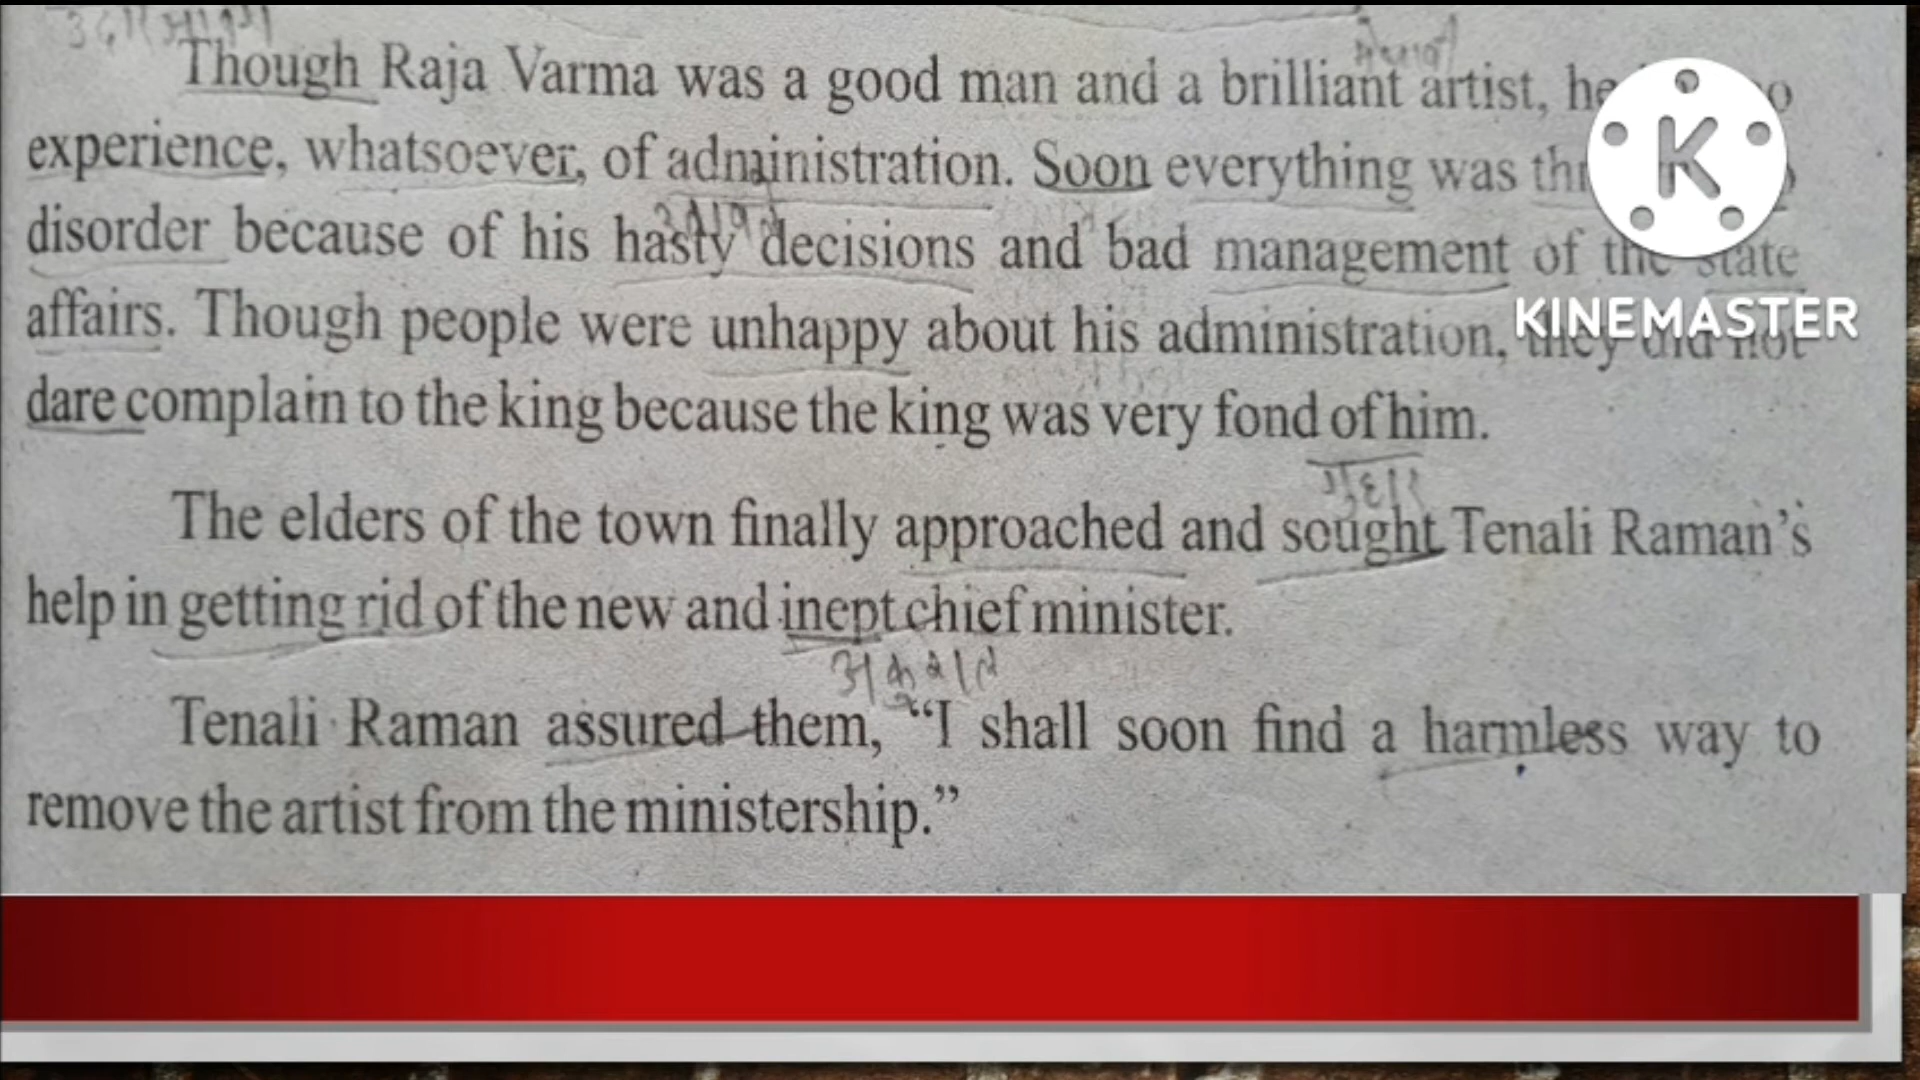 Though Raja Varma was a good man and a brilliant artist, he
experience, whatsoever, of administration. Soon everything was
disorder because of his hasty decisions and bad management of the state
affairs. Though people were unhappy about his administration, they did not
KINEMASTER
dare complain to the king because the king was very fond of him.
The elders of the town finally approached and sought Tenali Raman's
help in getting rid of the new and inept chief minister.
Tenali Raman assured them, “I shall soon find a harmless way to
remove the artist from the ministership.”